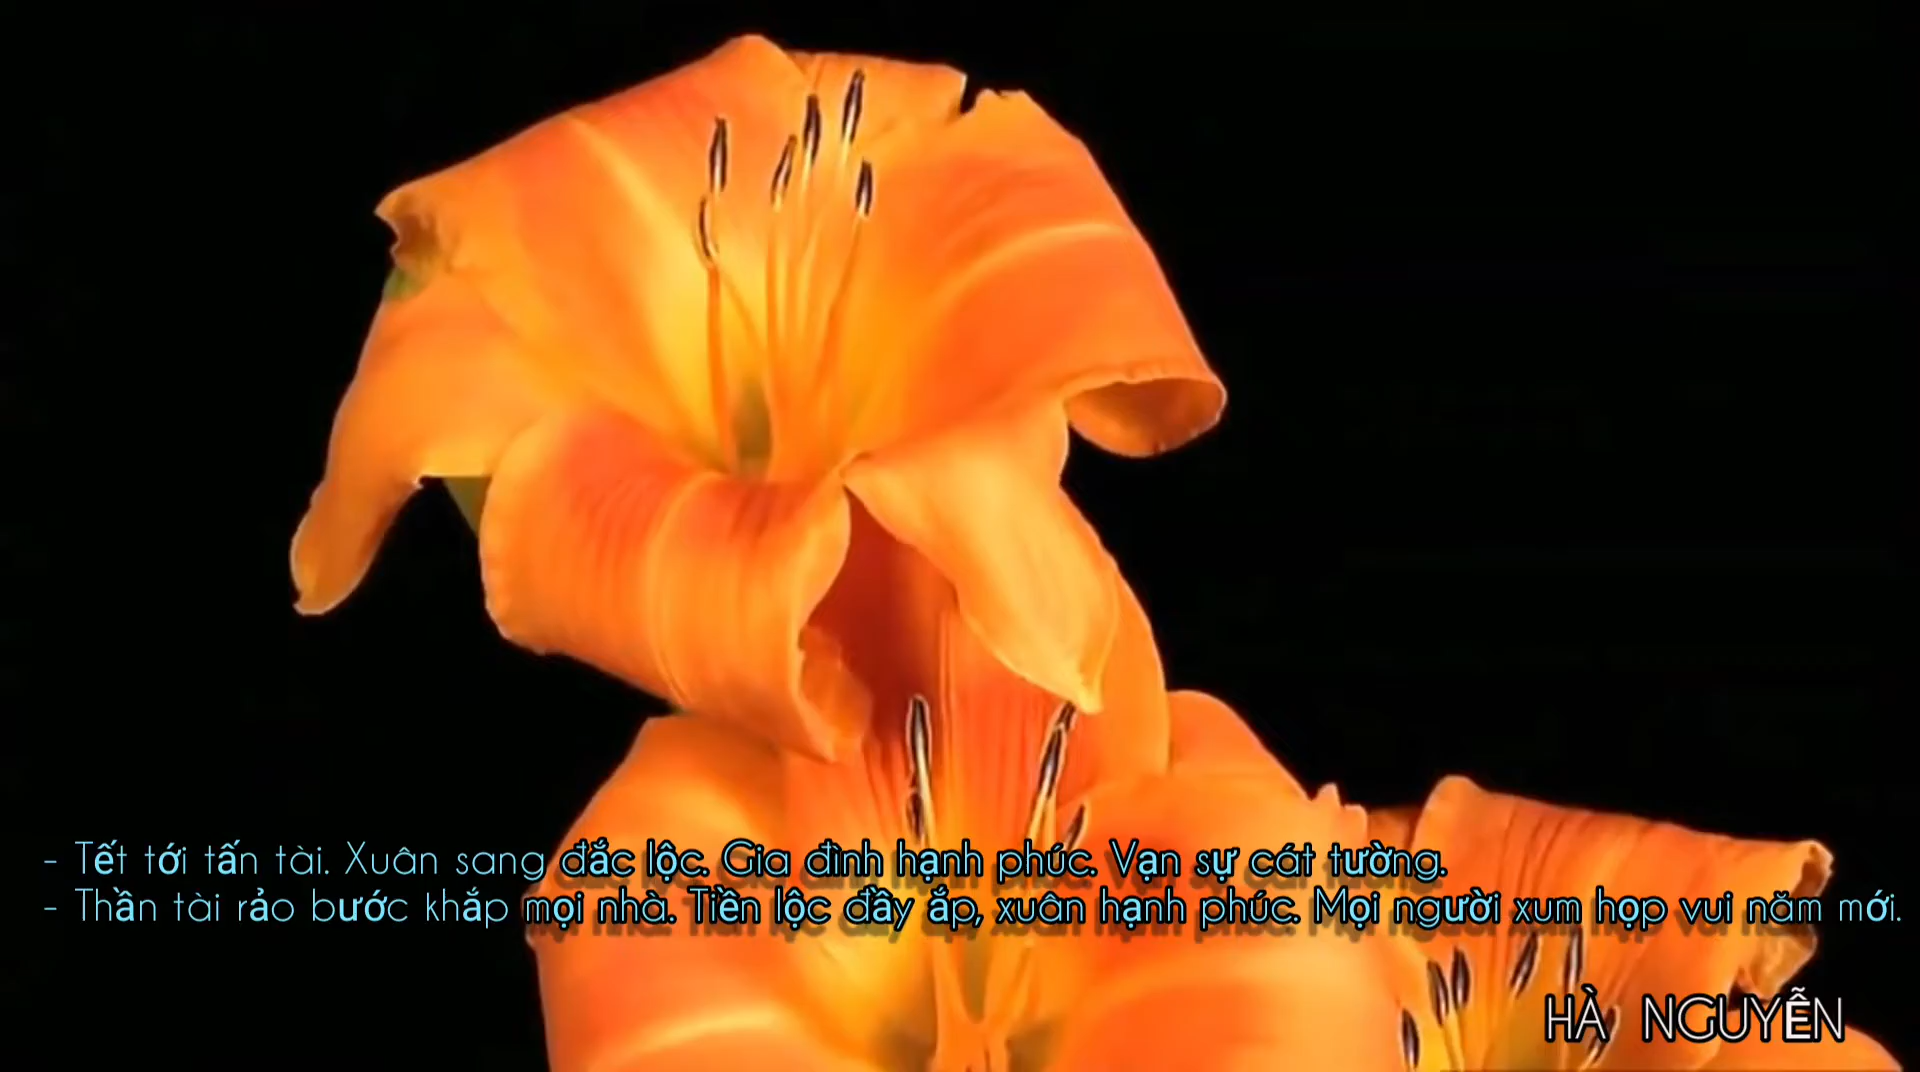 - Tết tới tấn tài. Xuân sang đắc lộc. Gia đình hạnh phúc. Vạn sự cát tường.
- Thần tài rảo bước khắp mọi nhà. Tiền lộc đầy ắp, xuân hạnh phúc. Mọi người xum họp vui năm mới.
HÀ NGUYỄN